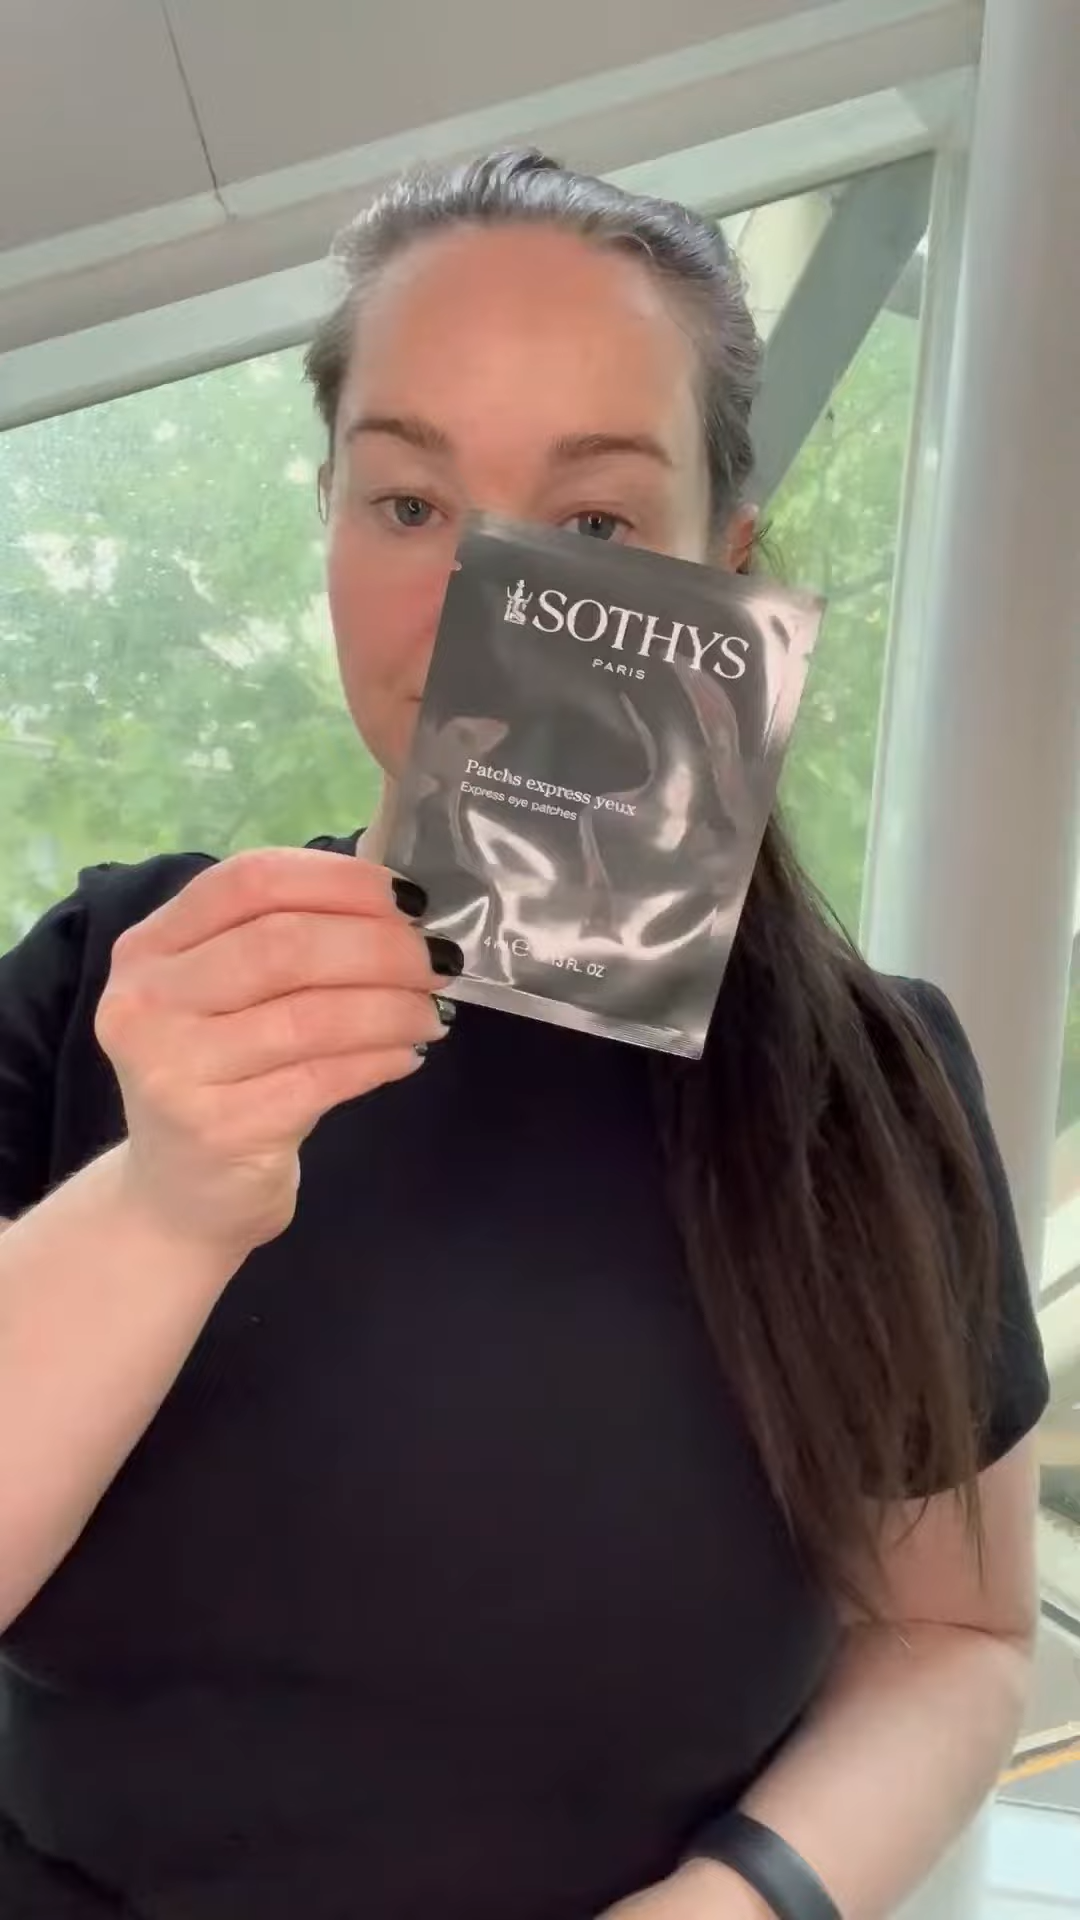 SOTHYS
PARIS
Patchs express yeux
Express eye patches
FL. OZ